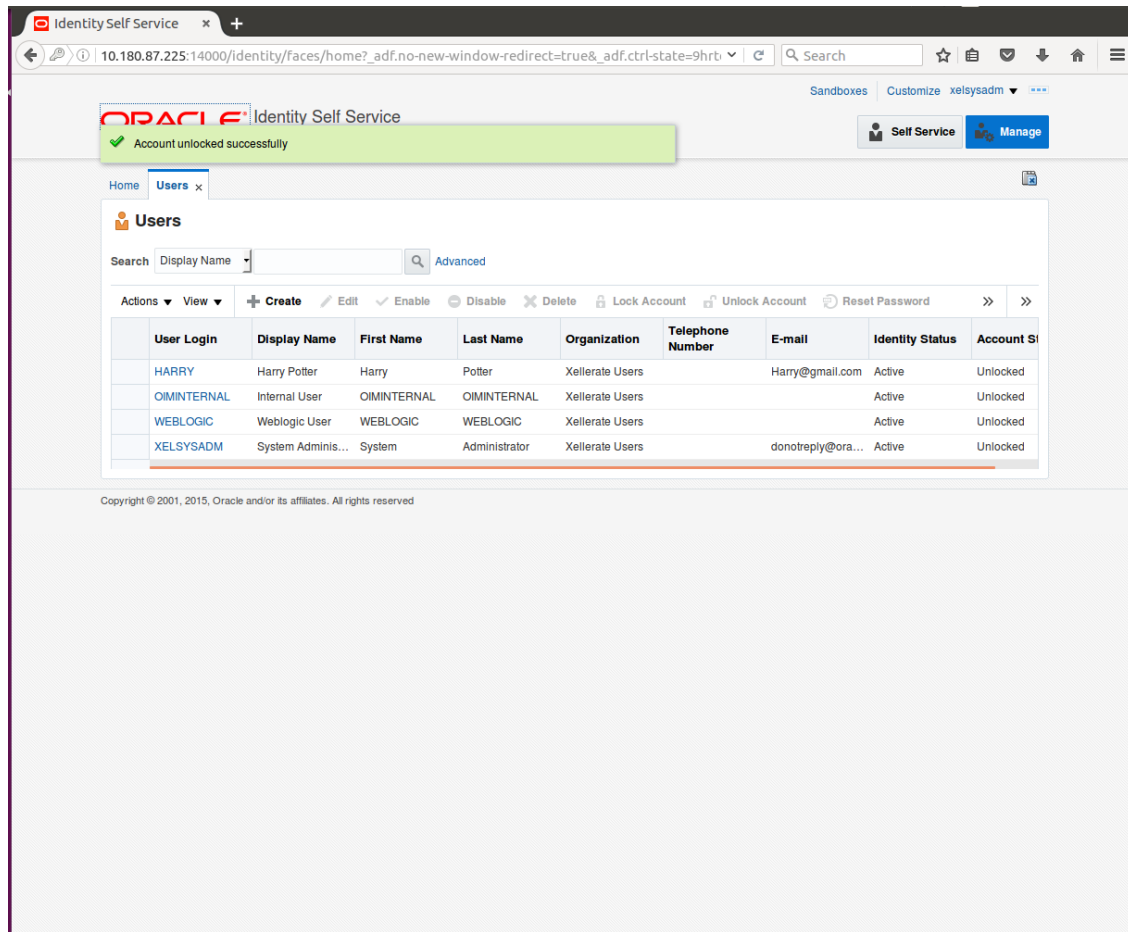 Identity Self Service × +
10.180.87.225:14000/identity/faces/home?_adf.no-new-window-redirect=true&_adf.ctrl-state=9hrt Search
Sandboxes Customize xelsysadm
ORACLE Identity Self Service
Self Service Manage
Account unlocked successfully
Home Users ×
Users
Search Display Name Advanced
Actions View Create Edit Enable Disable Delete Lock Account Unlock Account Reset Password » »
User Login Display Name First Name Last Name Organization Telephone Number E-mail Identity Status Account St
HARRY Harry Potter Harry Potter Xellerate Users Harry@gmail.com Active Unlocked
OIMINTERNAL Internal User OIMINTERNAL OIMINTERNAL Xellerate Users Active Unlocked
WEBLOGIC Weblogic User WEBLOGIC WEBLOGIC Xellerate Users Active Unlocked
XELSYSADM System Adminis... System Administrator Xellerate Users donotreply@ora... Active Unlocked
Copyright © 2001, 2015, Oracle and/or its affiliates. All rights reserved